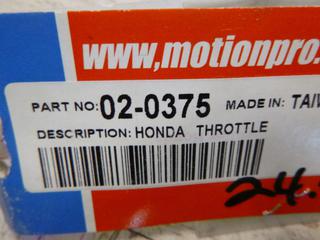 www.motionpro.
PART NO: 02-0375 MADE IN: TAIW
DESCRIPTION: HONDA THROTTLE
24.